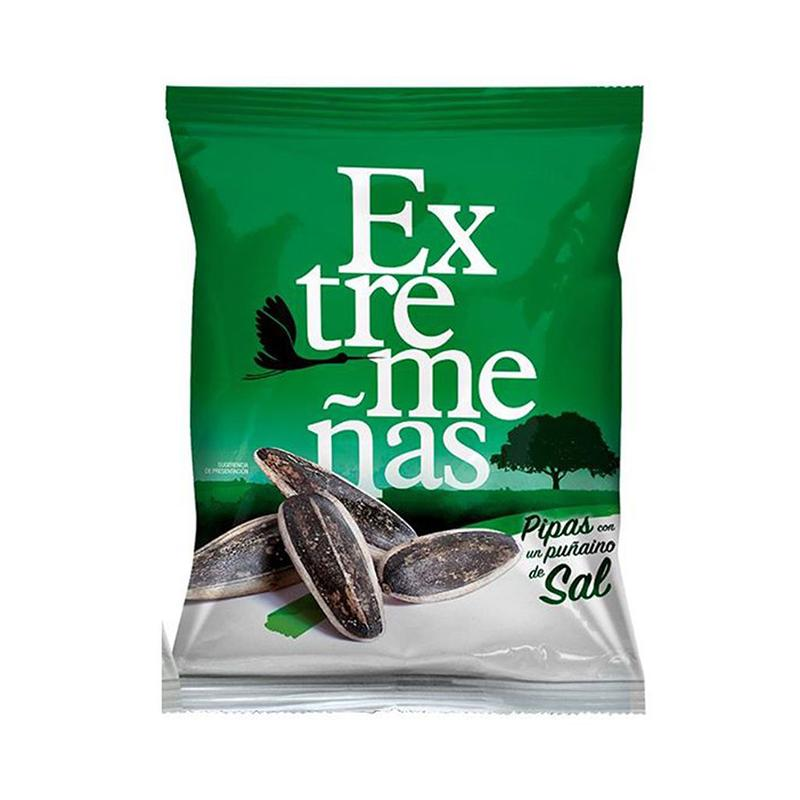 Ex
tre
me
ñas
SUGERENCIA
DE PRESENTACIÓN
Pipas con
un puñaino
de Sal